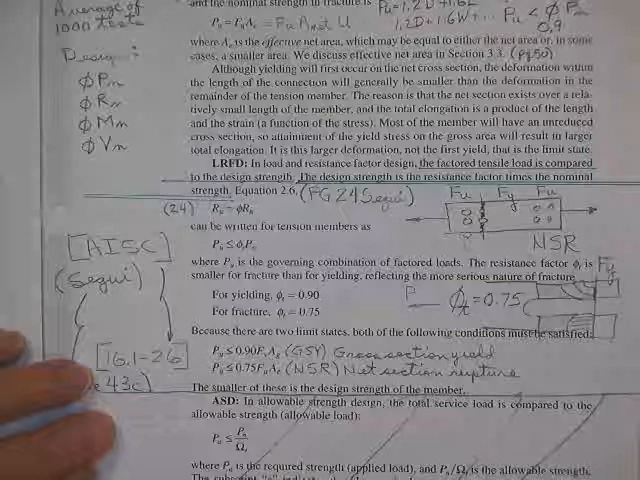 Average of
1000 tests
Design:
ΦPn
ΦRn
ΦMn
ΦVn
and the nominal strength in fracture is
Pu=1.2D+1.6L
1.2D+1.6W+... Pu < ΦPn
0.9
Pn = FuAe = Fu Anet U
where Ae is the effective net area, which may be equal to either the net area or, in some
cases, a smaller area. We discuss effective net area in Section 3.3. (pg50)
Although yielding will first occur on the net cross section, the deformation within
the length of the connection will generally be smaller than the deformation in the
remainder of the tension member. The reason is that the net section exists over a rela-
tively small length of the member, and the total elongation is a product of the length
and the strain (a function of the stress). Most of the member will have an unreduced
cross section, so attainment of the yield stress on the gross area will result in larger
total elongation. It is this larger deformation, not the first yield, that is the limit state.
LRFD: In load and resistance factor design, the factored tensile load is compared
to the design strength. The design strength is the resistance factor times the nominal
strength. Equation 2.6, (PG 24 Segui)
Fu Fy Fu
(24) Ru = ΦRn
NSR
can be written for tension members as
Pu ≤ ΦtPn
[AISC]
(Segui)
where Pu is the governing combination of factored loads. The resistance factor Φt is
smaller for fracture than for yielding, reflecting the more serious nature of fracture.
Fy
For yielding, Φt = 0.90
For fracture, Φt = 0.75
P
Φt=0.75
Because there are two limit states, both of the following conditions must be satisfied:
[16.1-26]
43c)
Pu ≤ 0.90FyAg (GSY) Gross section yield
Pu ≤ 0.75FuAe (NSR) Net section rupture
The smaller of these is the design strength of the member.
ASD: In allowable strength design, the total service load is compared to the
allowable strength (allowable load):
Pa ≤ Pn/Ωt
where Pa is the required strength (applied load), and Pn/Ωt is the allowable strength.